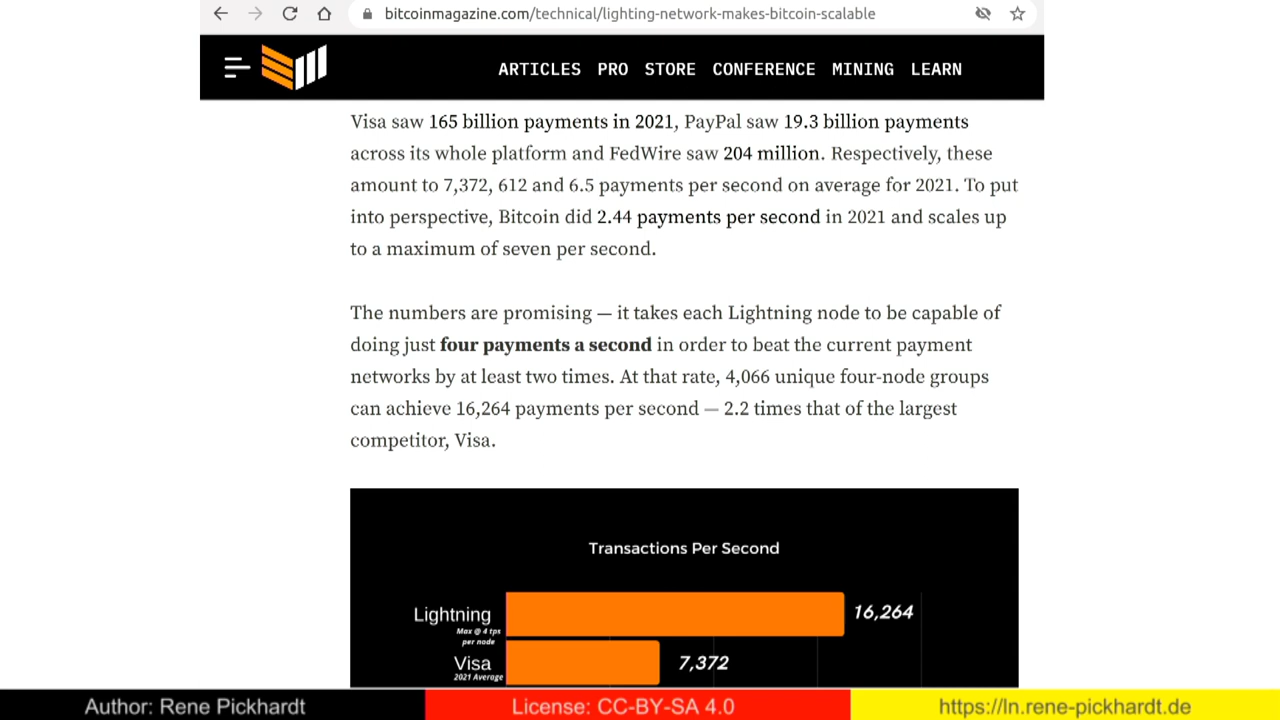 bitcoinmagazine.com/technical/lighting-network-makes-bitcoin-scalable
ARTICLES PRO STORE CONFERENCE MINING LEARN
Visa saw 165 billion payments in 2021, PayPal saw 19.3 billion payments
across its whole platform and FedWire saw 204 million. Respectively, these
amount to 7,372, 612 and 6.5 payments per second on average for 2021. To put
into perspective, Bitcoin did 2.44 payments per second in 2021 and scales up
to a maximum of seven per second.
The numbers are promising — it takes each Lightning node to be capable of
doing just four payments a second in order to beat the current payment
networks by at least two times. At that rate, 4,066 unique four-node groups
can achieve 16,264 payments per second — 2.2 times that of the largest
competitor, Visa.
Transactions Per Second
Lightning 16,264
Max @ 4 tps
per node
Visa 7,372
2021 Average
Author: Rene Pickhardt License: CC-BY-SA 4.0 https://ln.rene-pickhardt.de